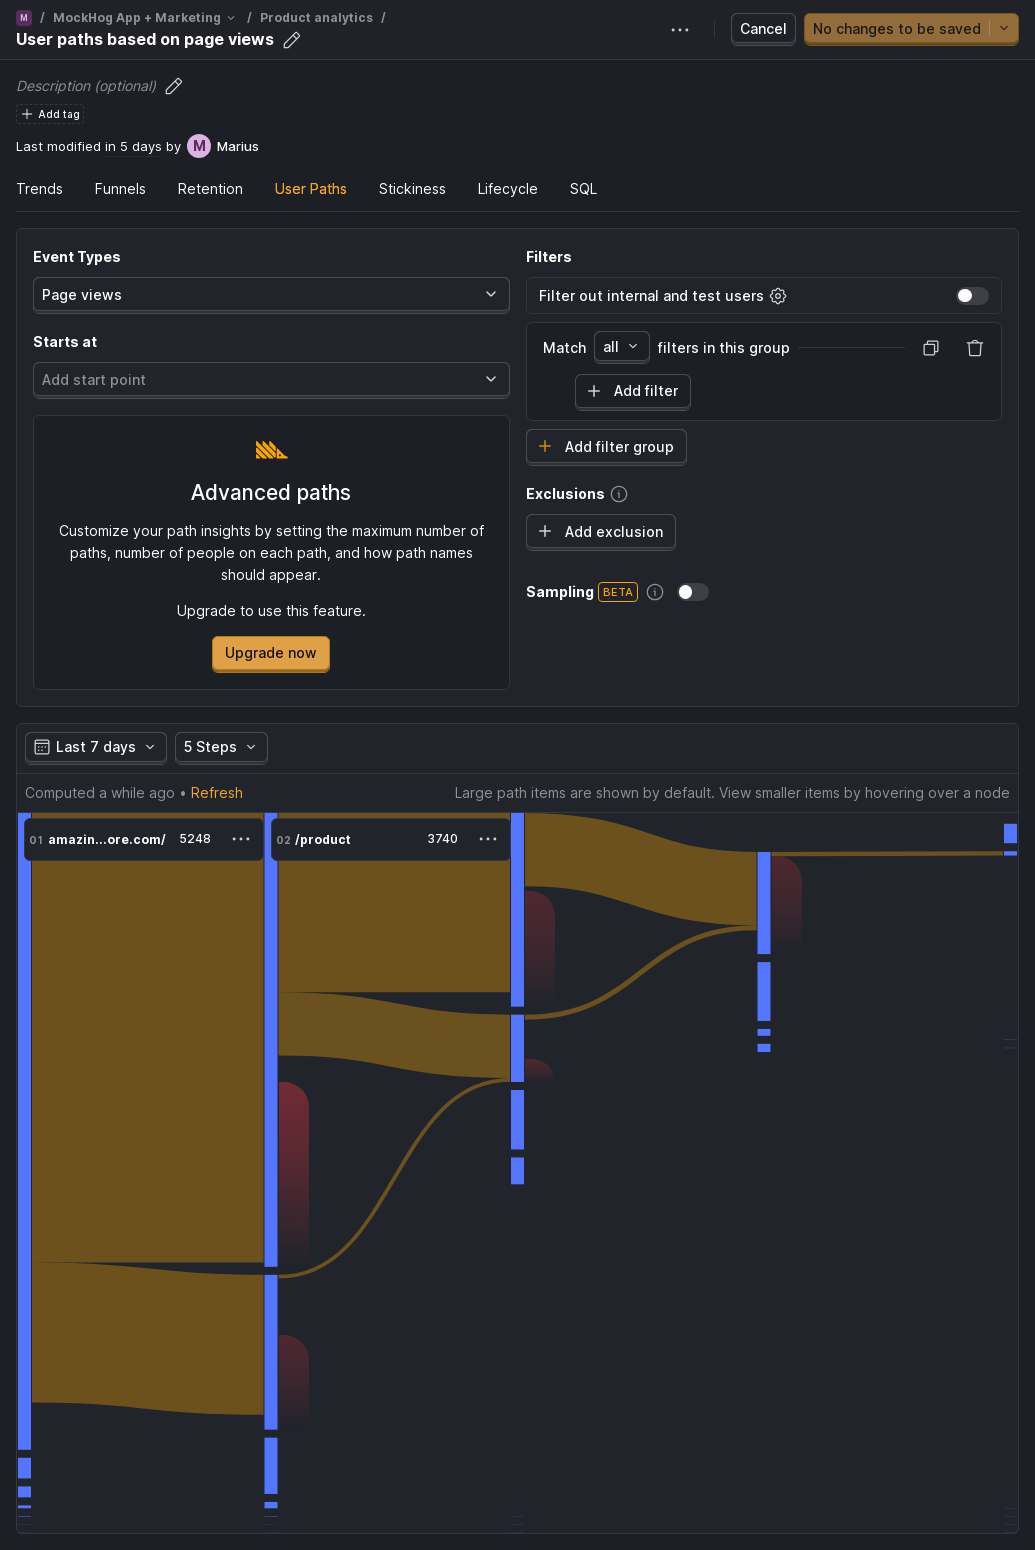 M / MockHog App + Marketing / Product analytics /
User paths based on page views
Cancel
No changes to be saved
Description (optional)
Add tag
Last modified in 5 days by M Marius
Trends Funnels Retention User Paths Stickiness Lifecycle SQL
Event Types
Page views
Starts at
Add start point
Advanced paths
Customize your path insights by setting the maximum number of
paths, number of people on each path, and how path names
should appear.
Upgrade to use this feature.
Upgrade now
Filters
Filter out internal and test users
Match all filters in this group
Add filter
Add filter group
Exclusions
Add exclusion
Sampling BETA
Last 7 days 5 Steps
Computed a while ago • Refresh
Large path items are shown by default. View smaller items by hovering over a node
01 amazin...ore.com/ 5248
02 /product 3740